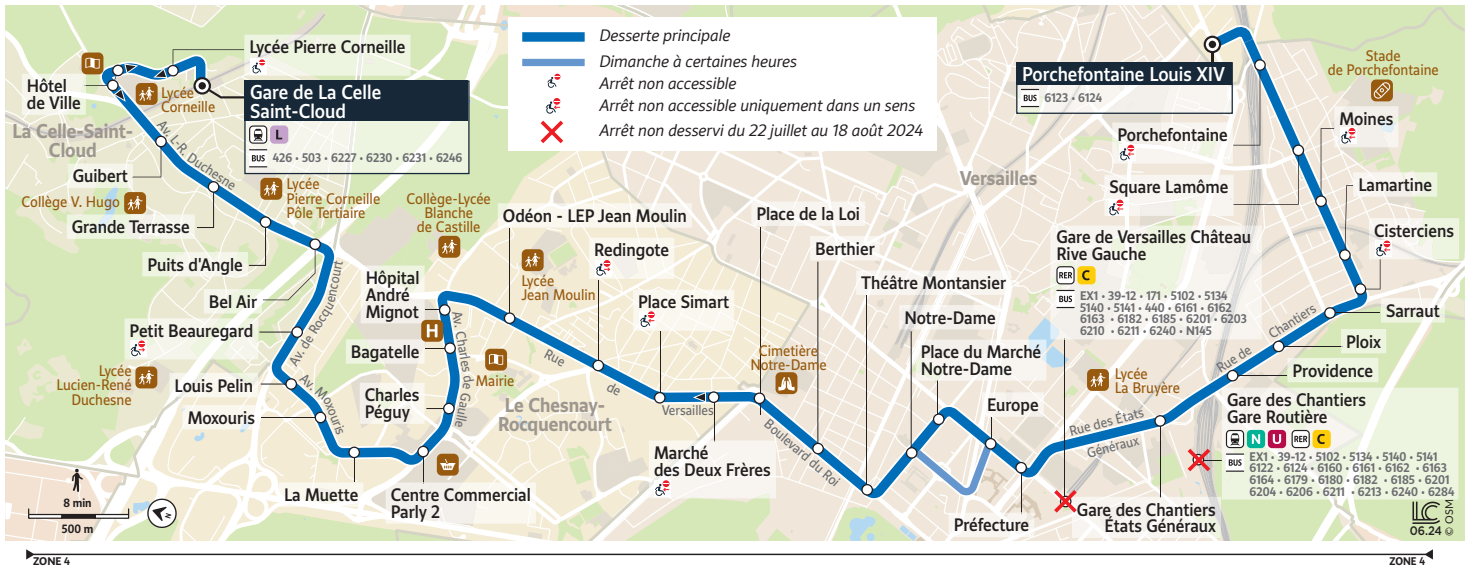 Desserte principale
Dimanche à certaines heures
Arrêt non accessible
Arrêt non accessible uniquement dans un sens
Arrêt non desservi du 22 juillet au 18 août 2024
Lycée Pierre Corneille
Hôtel
de Ville
Lycée
Corneille
Gare de La Celle
Saint-Cloud
L
BUS 426 • 503 • 6227 • 6230 • 6231 • 6246
La Celle-Saint-
Cloud
Av. L.-R. Duchesne
Guibert
Collège V. Hugo
Grande Terrasse
Lycée
Pierre Corneille
Pôle Tertiaire
Puits d'Angle
Bel Air
Av. de Rocquencourt
Petit Beauregard
Lycée
Lucien-René
Duchesne
Louis Pelin
Av. Moxouris
Moxouris
La Muette
Centre Commercial
Parly 2
Charles
Péguy
Bagatelle
Av. Charles de Gaulle
H
Hôpital
André
Mignot
Collège-Lycée
Blanche
de Castille
Mairie
Odéon - LEP Jean Moulin
Lycée
Jean Moulin
Redingote
Place Simart
Rue
de
Versailles
Le Chesnay-
Rocquencourt
Marché
des Deux Frères
Place de la Loi
Cimetière
Notre-Dame
Berthier
Boulevard du Roi
Théâtre Montansier
Notre-Dame
Place du Marché
Notre-Dame
Europe
Préfecture
Versailles
Gare de Versailles Château
Rive Gauche
RER C
BUS EX1 • 39-12 • 171 • 5102 • 5134
5140 • 5141 • 440 • 6161 • 6162
6163 • 6182 • 6185 • 6201 • 6203
6210 • 6211 • 6240 • N145
Lycée
La Bruyère
Rue des États
Généraux
Gare des Chantiers
États Généraux
Gare des Chantiers
Gare Routière
N U RER C
BUS EX1 • 39-12 • 5102 • 5134 • 5140 • 5141
6122 • 6124 • 6160 • 6161 • 6162 • 6163
6164 • 6179 • 6180 • 6182 • 6185 • 6201
6204 • 6206 • 6211 • 6213 • 6240 • 6284
Providence
Ploix
Rue de
Chantiers
Sarraut
Cisterciens
Lamartine
Moines
Square Lamôme
Porchefontaine
Stade
de Porchefontaine
Porchefontaine Louis XIV
BUS 6123 • 6124
8 min
500 m
LC
06.24 © OSM
ZONE 4
ZONE 4